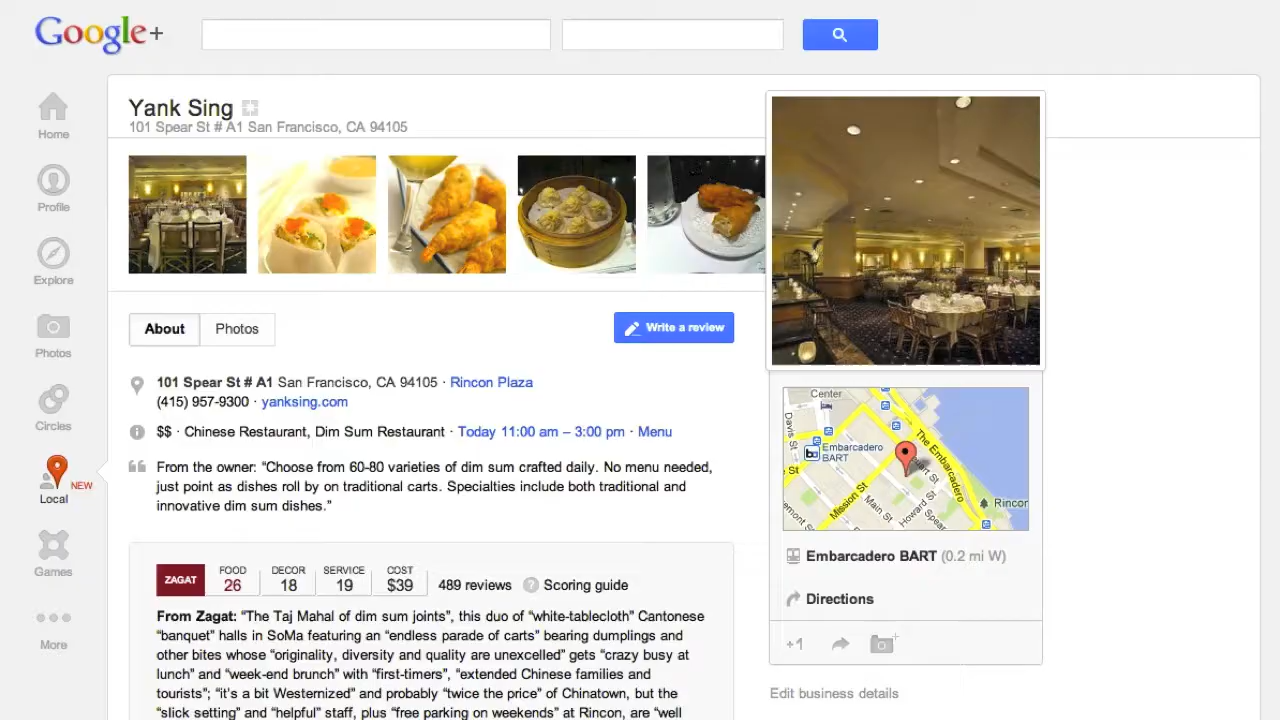 Google+
Home
Profile
Explore
Photos
Circles
Local NEW
Games
More
Yank Sing
101 Spear St # A1 San Francisco, CA 94105
About Photos
Write a review
101 Spear St # A1 San Francisco, CA 94105 · Rincon Plaza
(415) 957-9300 · yanksing.com
$$ · Chinese Restaurant, Dim Sum Restaurant · Today 11:00 am – 3:00 pm · Menu
From the owner: “Choose from 60-80 varieties of dim sum crafted daily. No menu needed,
just point as dishes roll by on traditional carts. Specialties include both traditional and
innovative dim sum dishes.”
ZAGAT
FOOD DECOR SERVICE COST
26 18 19 $39 489 reviews ? Scoring guide
From Zagat: “The Taj Mahal of dim sum joints”, this duo of “white-tablecloth” Cantonese
“banquet” halls in SoMa featuring an “endless parade of carts” bearing dumplings and
other bites whose “originality, diversity and quality are unexcelled” gets “crazy busy at
lunch” and “week-end brunch” with “first-timers”, “extended Chinese families and
tourists”; “it's a bit Westernized” and probably “twice the price” of Chinatown, but the
“slick setting” and “helpful” staff, plus “free parking on weekends” at Rincon, are “well
Center
Davis St
Embarcadero
BART
The Embarcadero
Mission St
Main St
Howard St
Spear
Rincor
Embarcadero BART (0.2 mi W)
Directions
+1
Edit business details